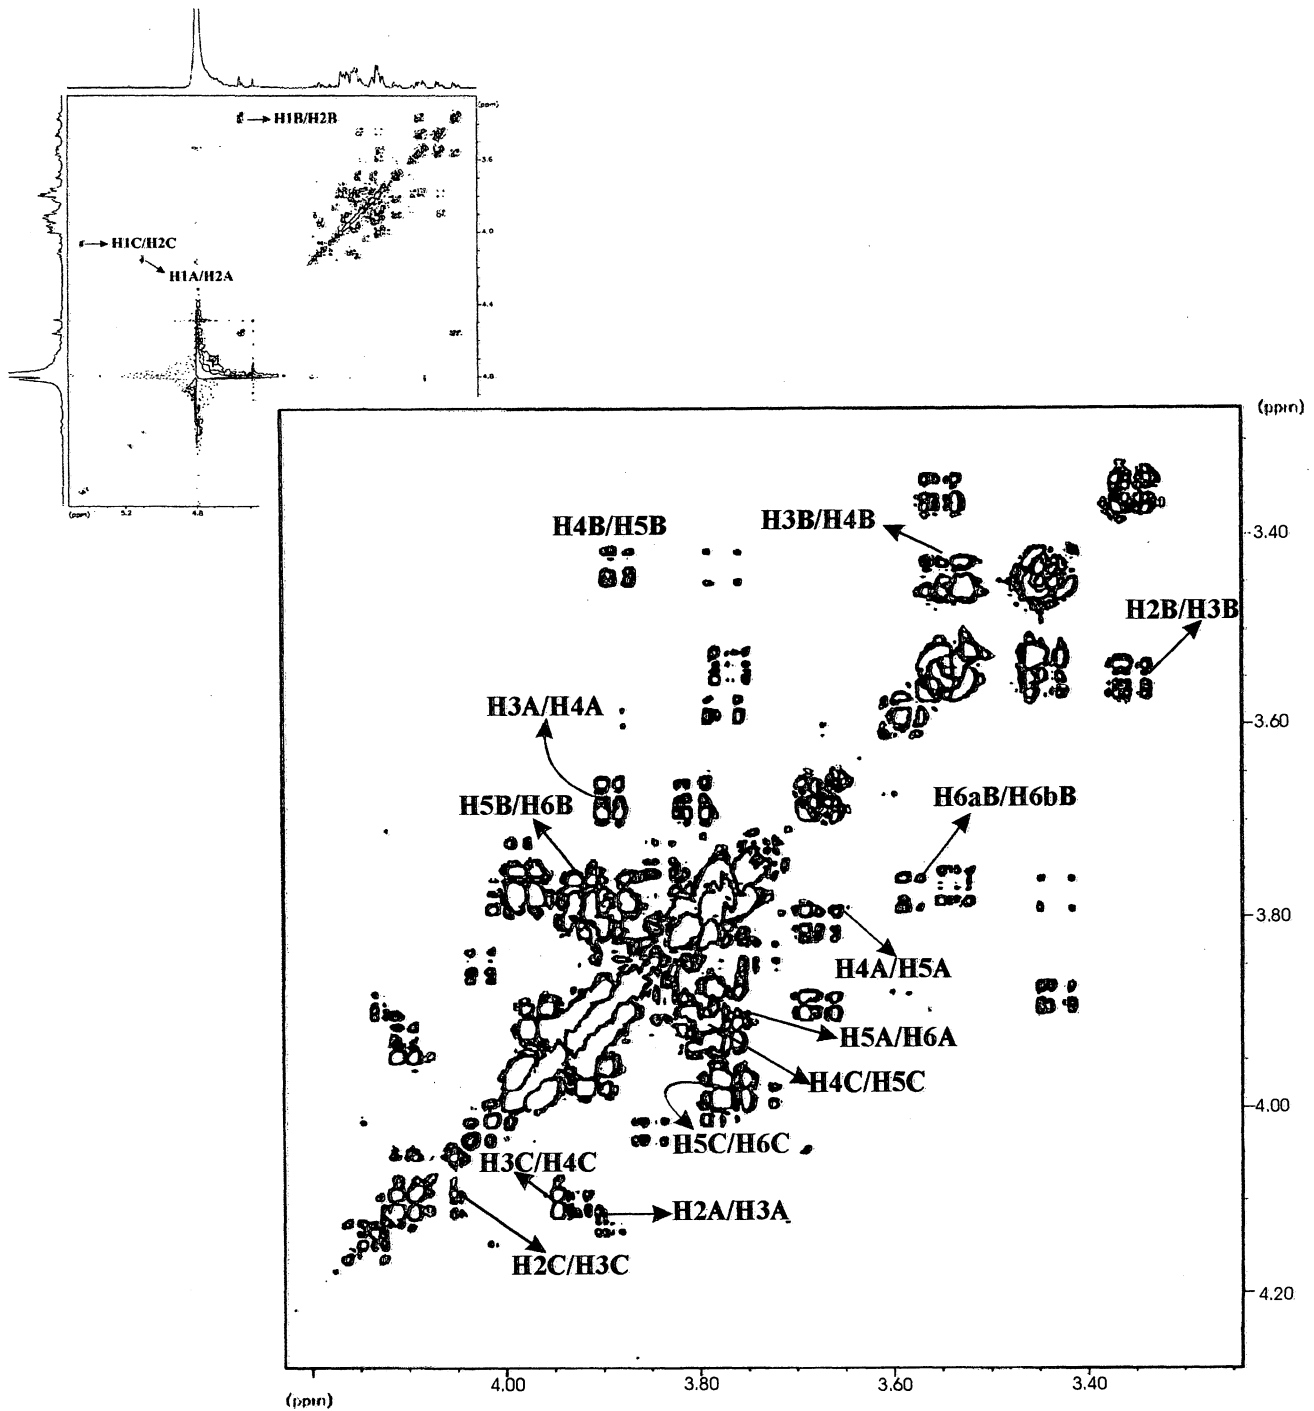 (ppm)
H1B/H2B
3.6
H1C/H2C
4.0
H1A/H2A
4.4
4.8
(ppm)
5.2
4.8
(ppm)
H4B/H5B
H3B/H4B
3.40
H2B/H3B
H3A/H4A
3.60
H5B/H6B
H6aB/H6bB
3.80
H4A/H5A
H5A/H6A
H4C/H5C
4.00
H5C/H6C
H3C/H4C
H2A/H3A
H2C/H3C
4.20
4.00
3.80
3.60
3.40
(ppm)